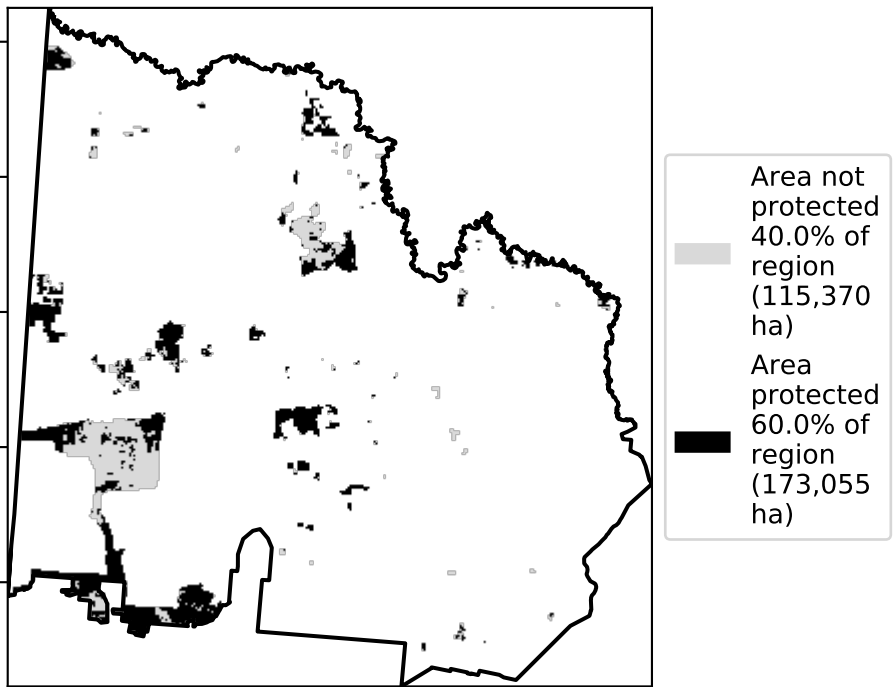 Area not
protected
40.0% of
region
(115,370
ha)
Area
protected
60.0% of
region
(173,055
ha)